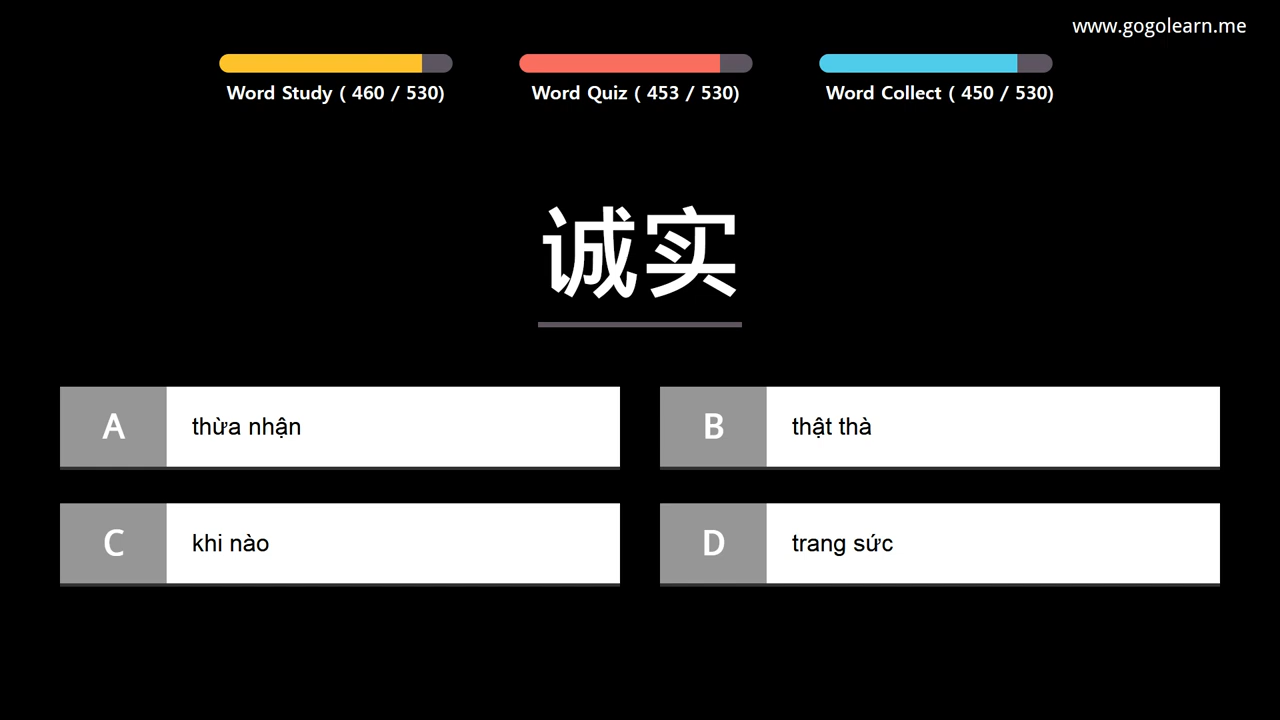 www.gogolearn.me
Word Study ( 460 / 530)
Word Quiz ( 453 / 530)
Word Collect ( 450 / 530)
诚实
A thừa nhận
B thật thà
C khi nào
D trang sức